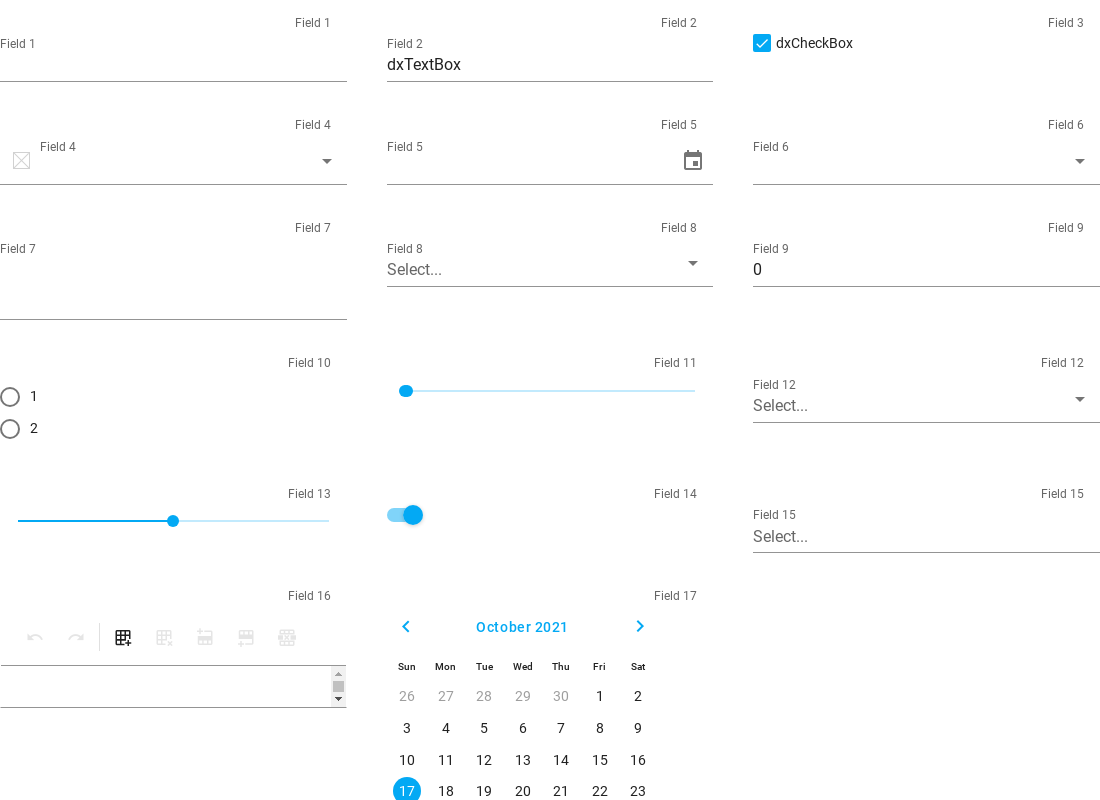 Field 1
Field 2
Field 3
Field 1
Field 2
dxTextBox
dxCheckBox
Field 4
Field 5
Field 6
Field 4
Field 5
Field 6
Field 7
Field 8
Field 9
Field 7
Field 8
Select...
Field 9
0
Field 10
Field 11
Field 12
1
2
Field 12
Select...
Field 13
Field 14
Field 15
Field 15
Select...
Field 16
Field 17
October 2021
Sun Mon Tue Wed Thu Fri Sat
26 27 28 29 30 1 2
3 4 5 6 7 8 9
10 11 12 13 14 15 16
17 18 19 20 21 22 23